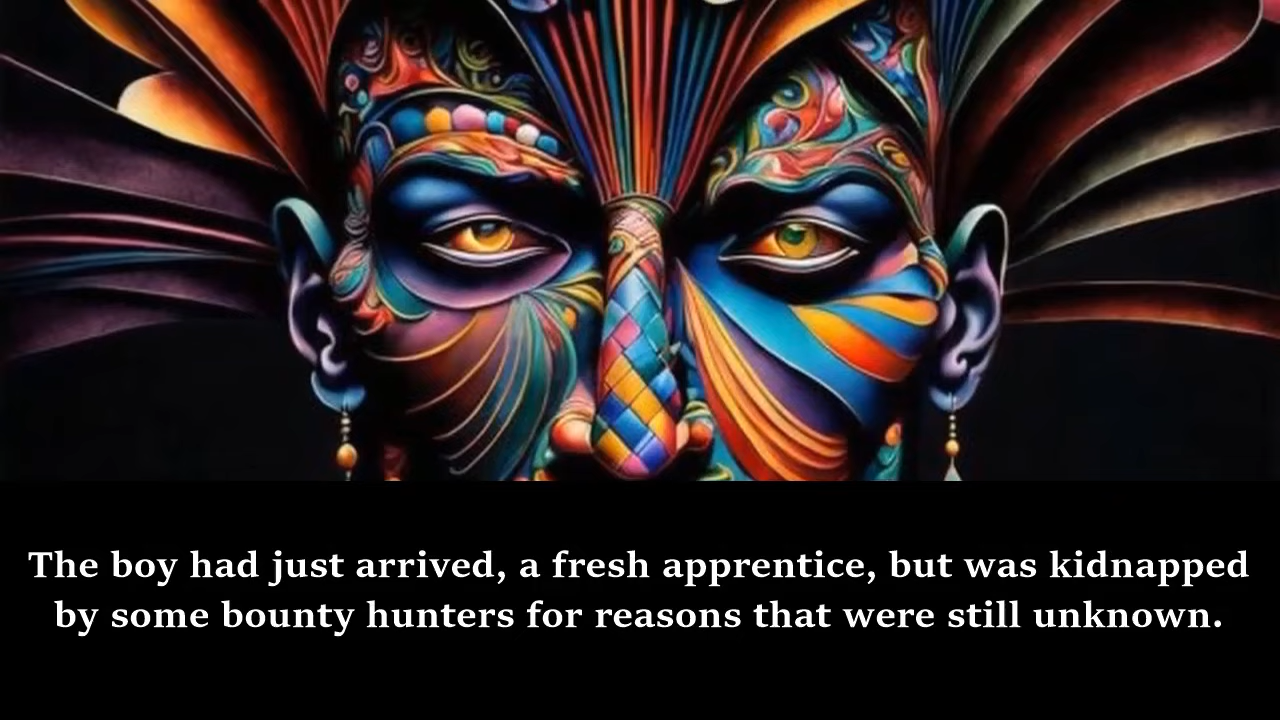 The boy had just arrived, a fresh apprentice, but was kidnapped
by some bounty hunters for reasons that were still unknown.